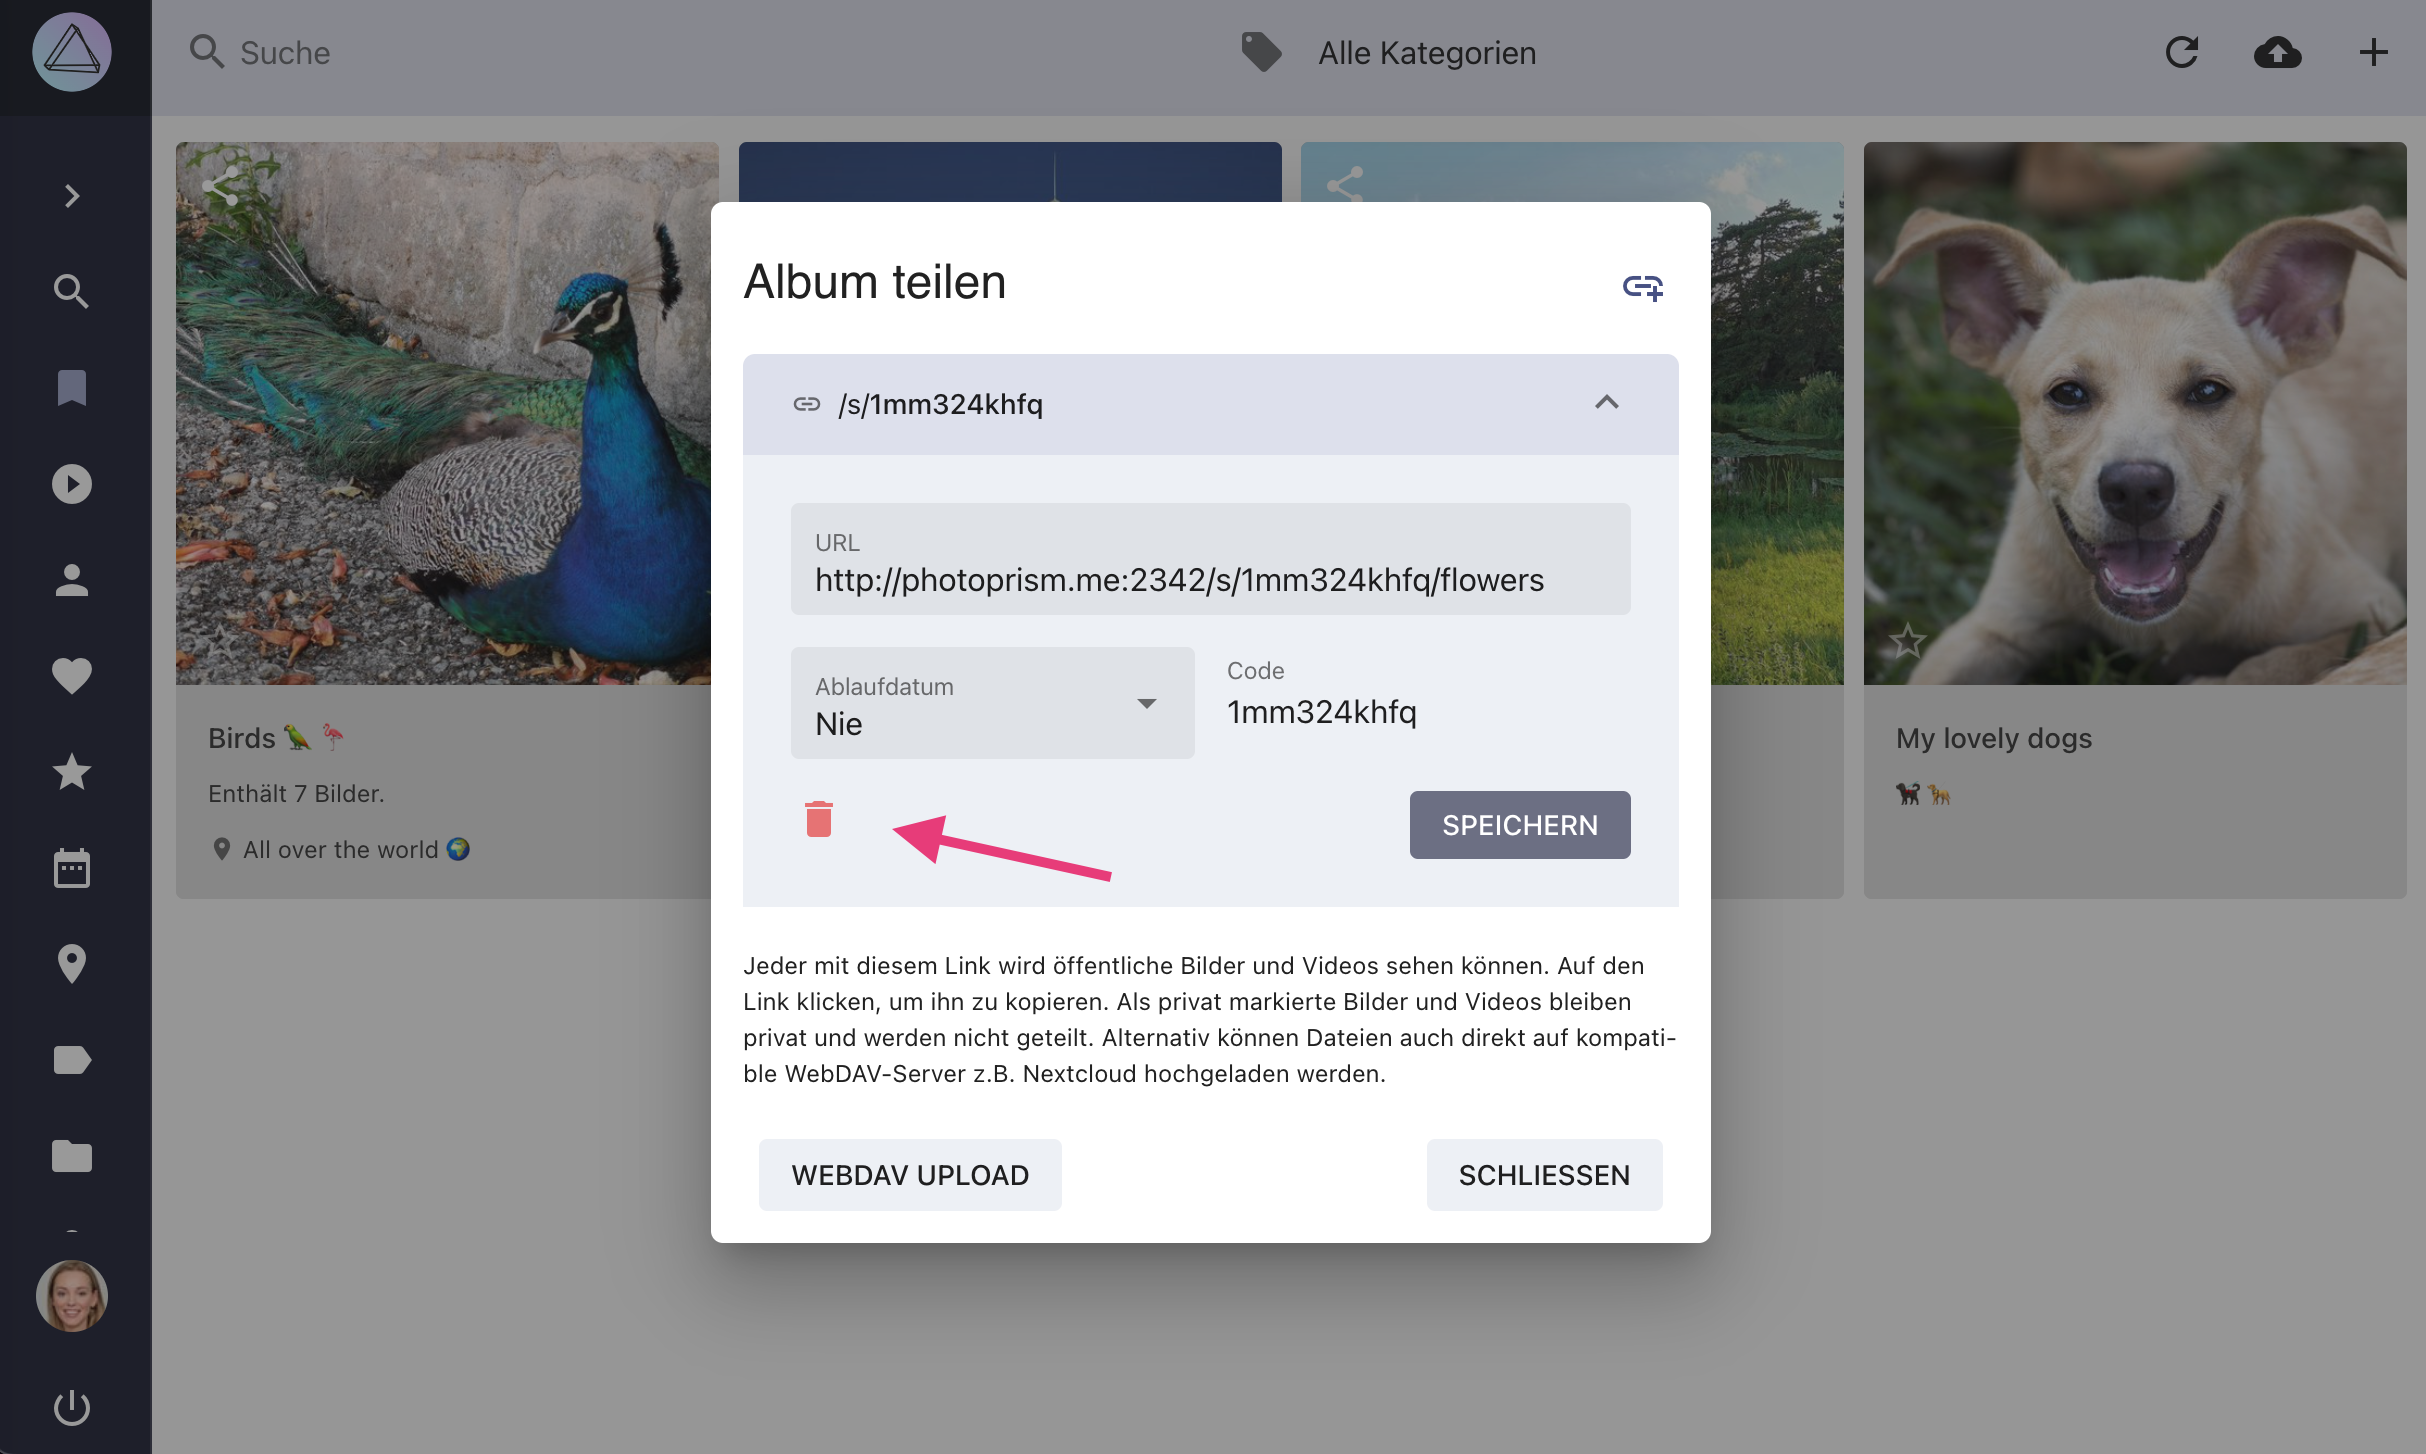 Suche
Alle Kategorien
Album teilen
/s/1mm324khfq
URL
http://photoprism.me:2342/s/1mm324khfq/flowers
Ablaufdatum
Nie
Code
1mm324khfq
SPEICHERN
Jeder mit diesem Link wird öffentliche Bilder und Videos sehen können. Auf den
Link klicken, um ihn zu kopieren. Als privat markierte Bilder und Videos bleiben
privat und werden nicht geteilt. Alternativ können Dateien auch direkt auf kompati-
ble WebDAV-Server z.B. Nextcloud hochgeladen werden.
WEBDAV UPLOAD
SCHLIESSEN
Birds 🦜 🦩
Enthält 7 Bilder.
All over the world 🌍
My lovely dogs
🐕‍⬛ 🐕